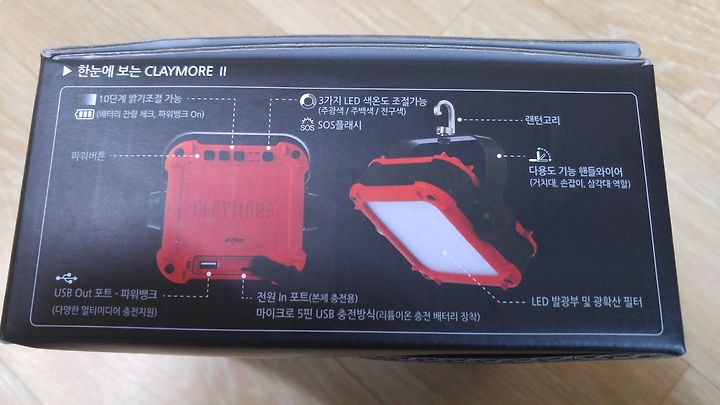 ▶ 한눈에 보는 CLAYMORE II
10단계 밝기조절 가능
(배터리 잔량 체크, 파워뱅크 On)
파워버튼
3가지 LED 색온도 조절가능
(주광색 / 주백색 / 전구색)
SOS SOS플래시
랜턴고리
다용도 기능 핸들와이어
(거치대, 손잡이, 삼각대 역할)
CLAYMORE
USB Out 포트 - 파워뱅크
(다양한 멀티미디어 충전지원)
전원 In 포트(본체 충전용)
마이크로 5핀 USB 충전방식(리튬이온 충전 배터리 장착)
LED 발광부 및 광확산 필터